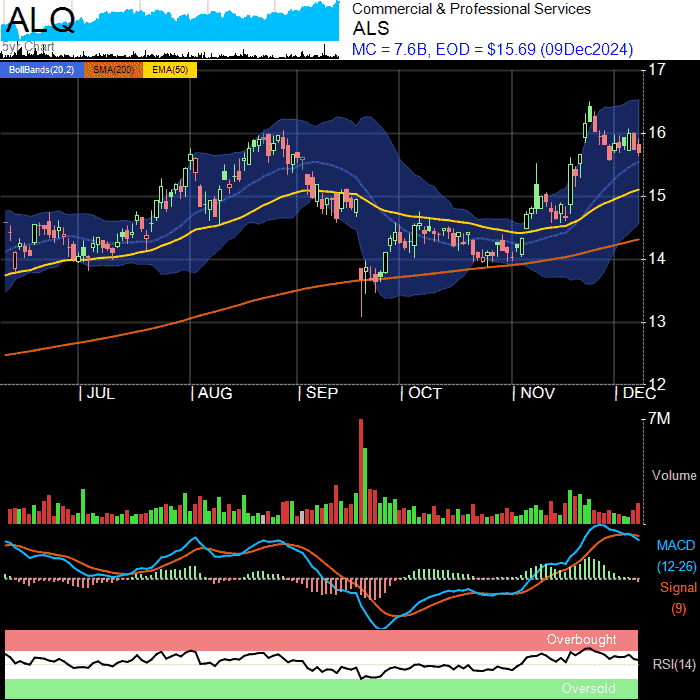 ALQ
5yr Chart
Commercial & Professional Services
ALS
MC = 7.6B, EOD = $15.69 (09Dec2024)
BollBands(20,2) SMA(200) EMA(50)
17
16
15
14
13
12
JUL AUG SEP OCT NOV DEC
7M
Volume
MACD
(12-26)
Signal
(9)
Overbought
RSI(14)
Oversold